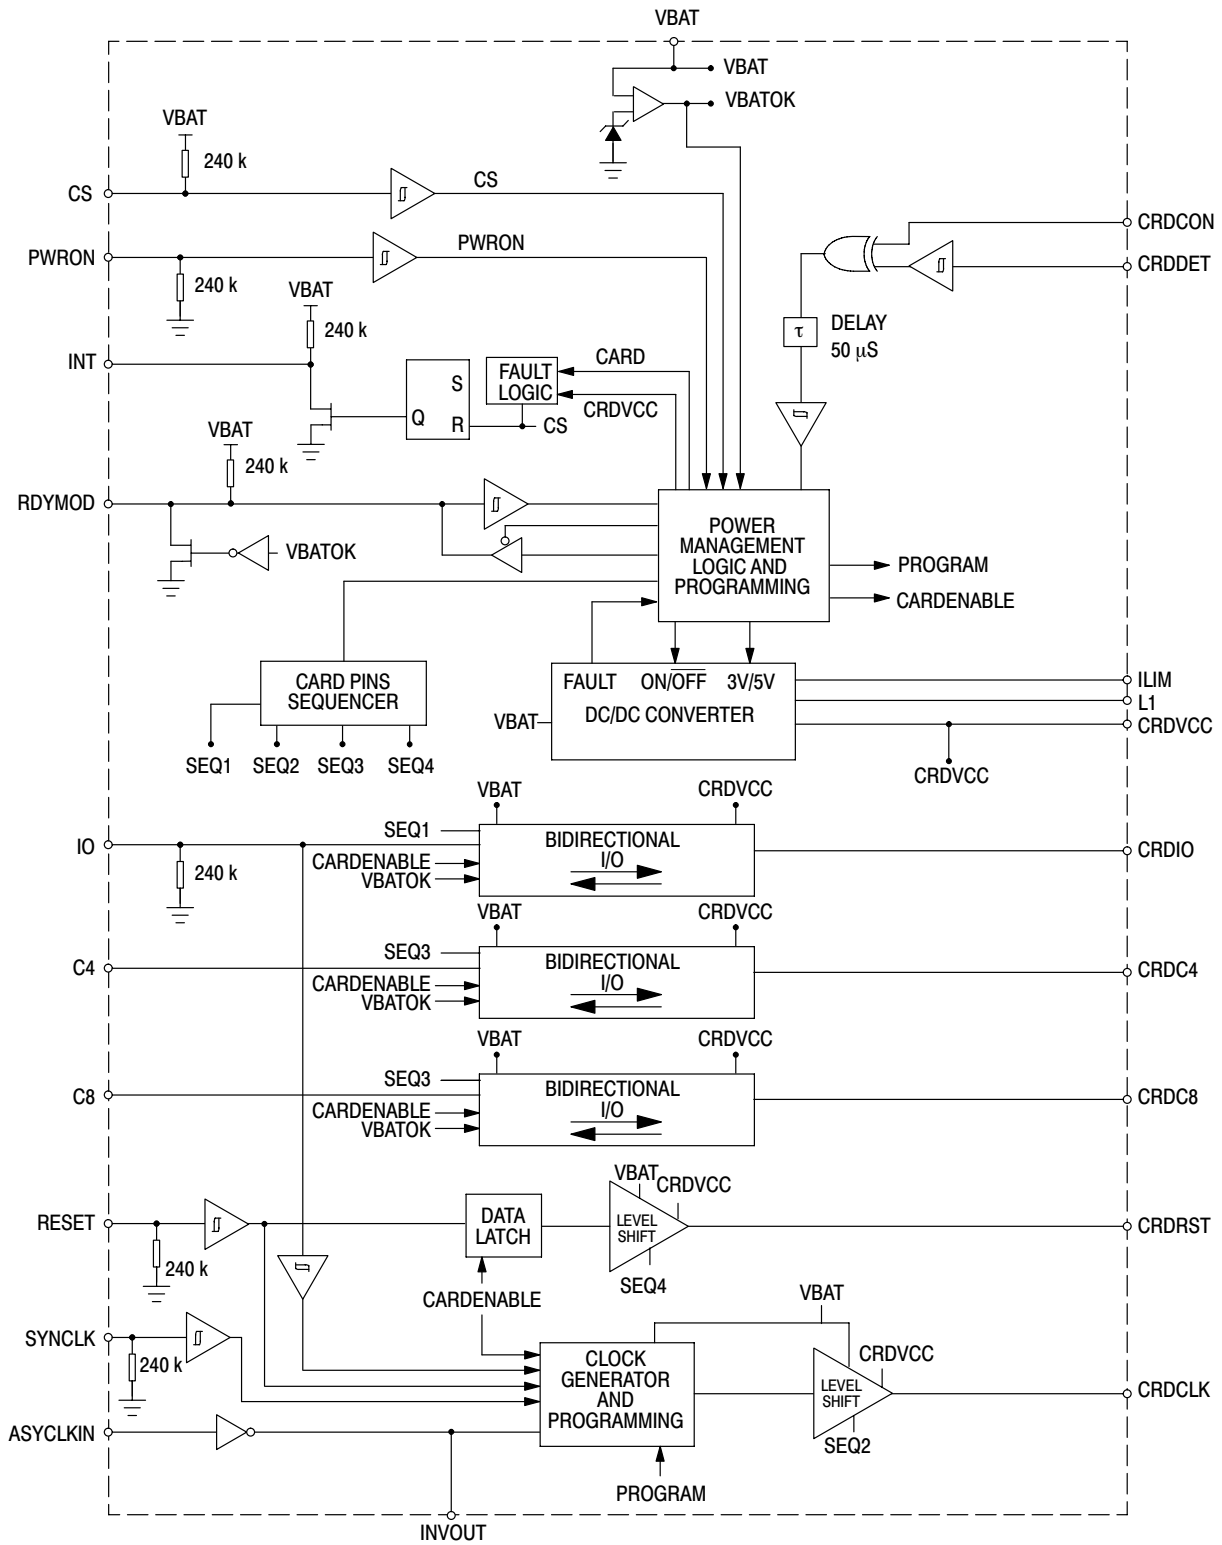 VBAT
VBAT
VBATOK
VBAT
240 k
CS
CS
CRDCON
PWRON
PWRON
CRDDET
240 k
VBAT
240 k
τ
DELAY
50 μS
INT
CARD
FAULT
LOGIC
S
CRDVCC
Q
R
CS
VBAT
240 k
RDYMOD
POWER
MANAGEMENT
LOGIC AND
PROGRAMMING
VBATOK
PROGRAM
CARDENABLE
CARD PINS
SEQUENCER
FAULT
ON/OFF
3V/5V
DC/DC CONVERTER
VBAT
ILIM
L1
CRDVCC
SEQ1
SEQ2
SEQ3
SEQ4
CRDVCC
VBAT
CRDVCC
SEQ1
BIDIRECTIONAL
I/O
IO
CRDIO
CARDENABLE
VBATOK
240 k
VBAT
CRDVCC
SEQ3
BIDIRECTIONAL
I/O
C4
CRDC4
CARDENABLE
VBATOK
VBAT
CRDVCC
SEQ3
BIDIRECTIONAL
I/O
C8
CRDC8
CARDENABLE
VBATOK
VBAT
CRDVCC
RESET
DATA
LATCH
LEVEL
SHIFT
CRDRST
240 k
SEQ4
CARDENABLE
VBAT
SYNCLK
240 k
CLOCK
GENERATOR
AND
PROGRAMMING
CRDVCC
LEVEL
SHIFT
CRDCLK
SEQ2
ASYCLKIN
PROGRAM
INVOUT